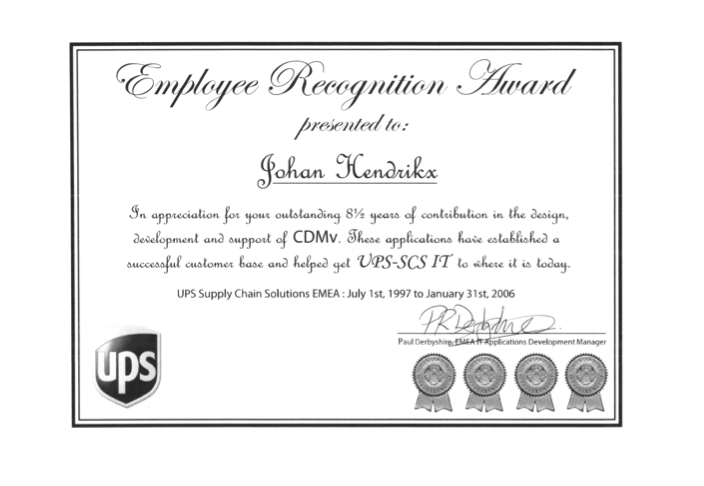 Employee Recognition Award
presented to:
Johan Hendrikx
In appreciation for your outstanding 8½ years of contribution in the design,
development and support of CDMv. These applications have established a
successful customer base and helped get UPS-SCS IT to where it is today.
UPS Supply Chain Solutions EMEA : July 1st, 1997 to January 31st, 2006
PRDerbyshire.
Paul Derbyshire, EMEA IT Applications Development Manager
ups